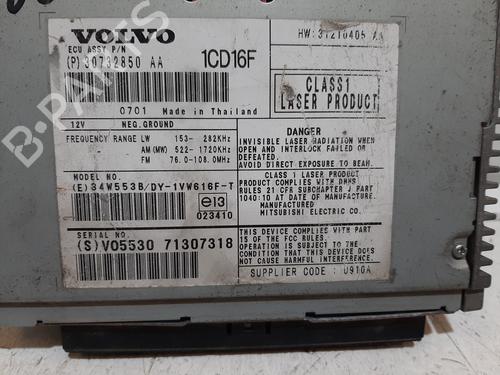 B-PARTS
VOLVO
ECU ASSY P/N
1CD16F
HW:31210405 AA
(P) 30732850 AA
CLASS1
LASER PRODUCT
0701 Made in Thailand
12V NEG.GROUND
FREQUENCY RANGE LW 153- 282KHz
AM(MW) 522- 1720KHz
FM 76.0-108.0MHz
DANGER
INVISIBLE LASER RADIATION WHEN
OPEN AND INTERLOCK FAILED OR
DEFEATED.
AVOID DIRECT EXPOSURE TO BEAM
MODEL NO.
(E)34W553B/DY-1VW616F-T
e13
023410
CLASS 1 LASER PRODUCT
PRODUCT COMPLIES WITH DHHS
RULES 21 CFR SUBCHAPTER J PART
1040:10 AT DATE OF
MANUFACTURE
MANUFACTURED
MITSUBISHI ELECTRIC CO.
SERIAL NO.
(S)VO5530 71307318
THIS DEVICE COMPLIES WITH PART
15 OF THE FCC RULES.
OPERATION IS SUBJECT TO THE
CONDITION THAT THIS DEVICE DOES
NOT CAUSE HARMFUL INTERFERENCE
SUPPLIER CODE : U910A